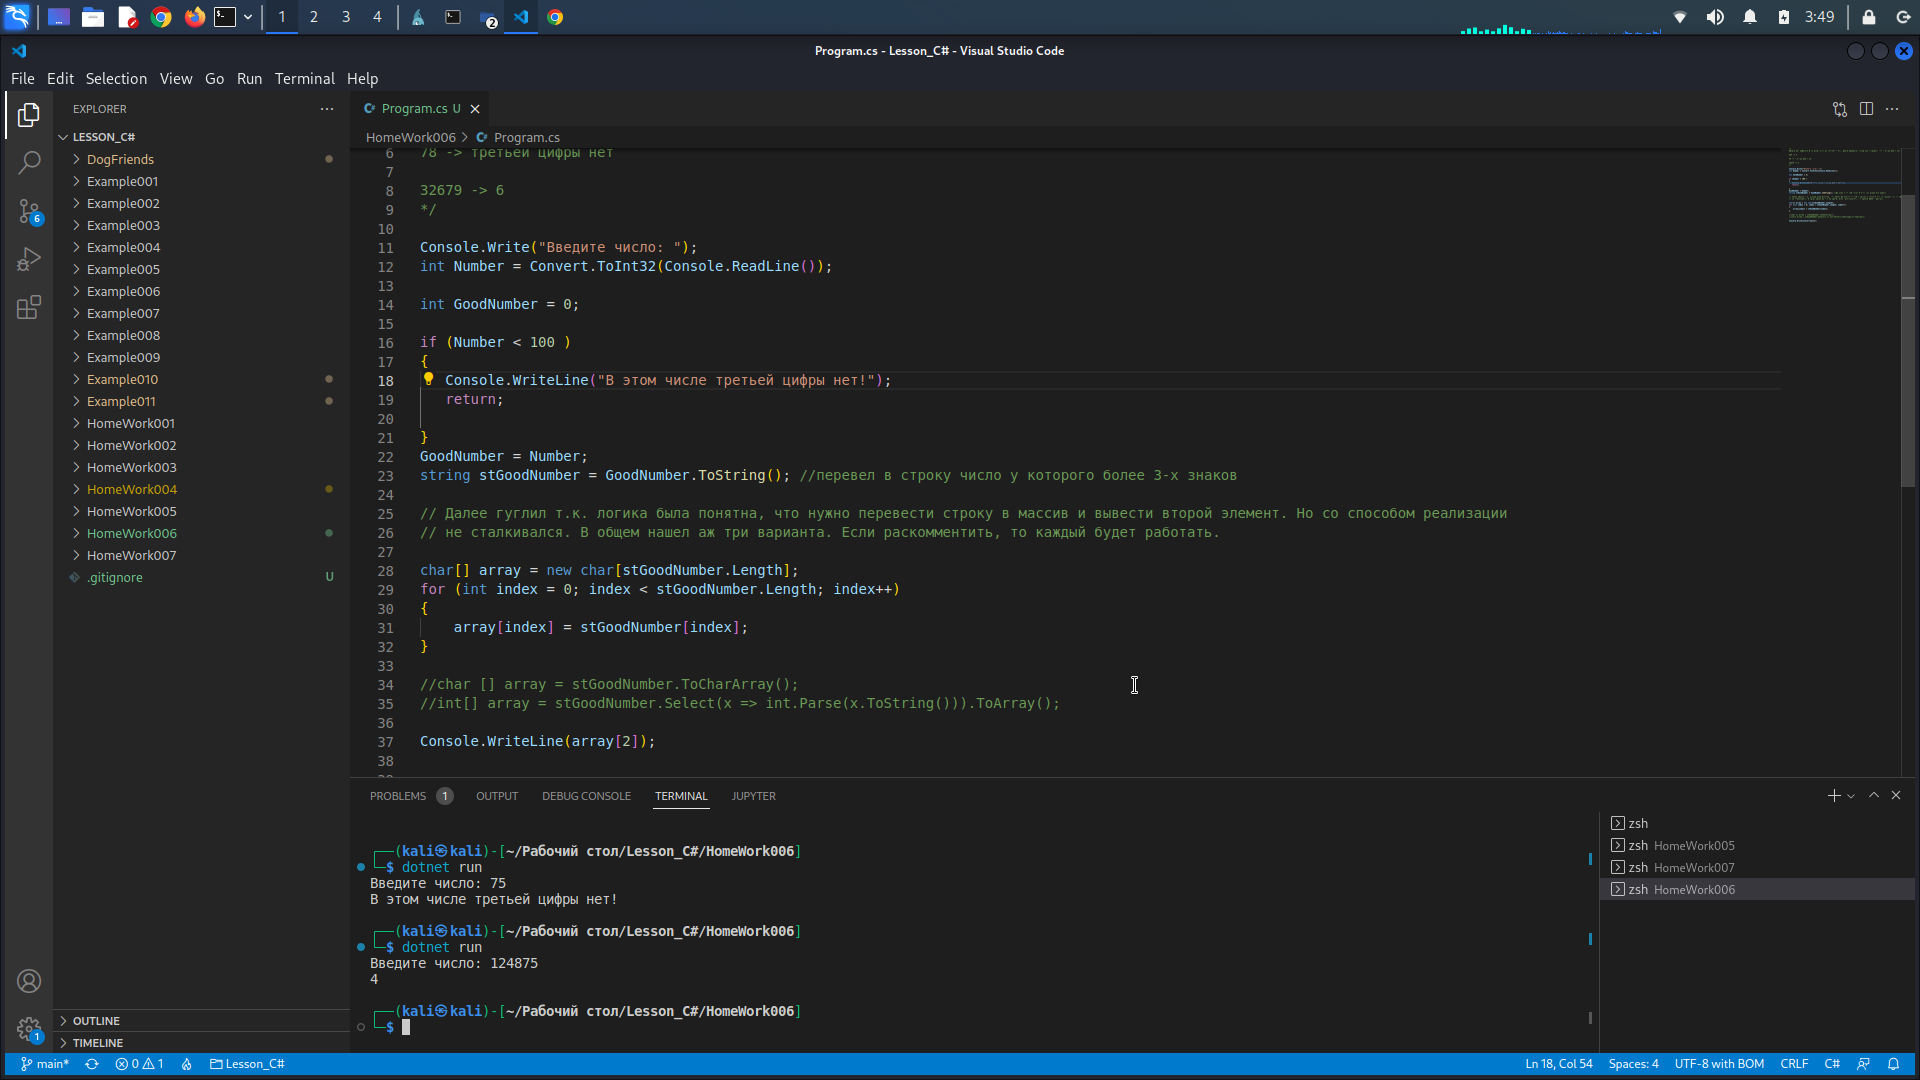 1 2 3 4 2 3:49
Program.cs - Lesson_C# - Visual Studio Code
File Edit Selection View Go Run Terminal Help
EXPLORER
LESSON_C#
DogFriends
Example001
Example002
Example003
Example004
Example005
Example006
Example007
Example008
Example009
Example010
Example011
HomeWork001
HomeWork002
HomeWork003
HomeWork004
HomeWork005
HomeWork006
HomeWork007
.gitignore U
6
OUTLINE
TIMELINE
1
Program.cs U
HomeWork006 > Program.cs
6 78 -> третьей цифры нет
7
8 32679 -> 6
9 */
10
11 Console.Write("Введите число: ");
12 int Number = Convert.ToInt32(Console.ReadLine());
13
14 int GoodNumber = 0;
15
16 if (Number < 100 )
17 {
18 Console.WriteLine("В этом числе третьей цифры нет!");
19 return;
20
21 }
22 GoodNumber = Number;
23 string stGoodNumber = GoodNumber.ToString(); //перевел в строку число у которого более 3-х знаков
24
25 // Далее гуглил т.к. логика была понятна, что нужно перевести строку в массив и вывести второй элемент. Но со способом реализации
26 // не сталкивался. В общем нашел аж три варианта. Если раскомментить, то каждый будет работать.
27
28 char[] array = new char[stGoodNumber.Length];
29 for (int index = 0; index < stGoodNumber.Length; index++)
30 {
31 array[index] = stGoodNumber[index];
32 }
33
34 //char [] array = stGoodNumber.ToCharArray();
35 //int[] array = stGoodNumber.Select(x => int.Parse(x.ToString())).ToArray();
36
37 Console.WriteLine(array[2]);
38
PROBLEMS 1 OUTPUT DEBUG CONSOLE TERMINAL JUPYTER
(kali㉿kali)-[~/Рабочий стол/Lesson_C#/HomeWork006]
$ dotnet run
Введите число: 75
В этом числе третьей цифры нет!
(kali㉿kali)-[~/Рабочий стол/Lesson_C#/HomeWork006]
$ dotnet run
Введите число: 124875
4
(kali㉿kali)-[~/Рабочий стол/Lesson_C#/HomeWork006]
$
zsh
zsh HomeWork005
zsh HomeWork007
zsh HomeWork006
main* 0 1 Lesson_C# Ln 18, Col 54 Spaces: 4 UTF-8 with BOM CRLF C#